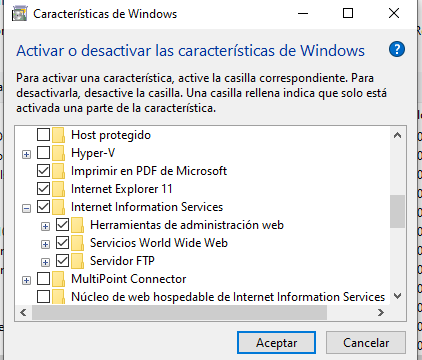 Características de Windows
Activar o desactivar las características de Windows
Para activar una característica, active la casilla correspondiente. Para
desactivarla, desactive la casilla. Una casilla rellena indica que solo está
activada una parte de la característica.
Host protegido
Hyper-V
Imprimir en PDF de Microsoft
Internet Explorer 11
Internet Information Services
Herramientas de administración web
Servicios World Wide Web
Servidor FTP
MultiPoint Connector
Núcleo de web hospedable de Internet Information Services
Aceptar
Cancelar